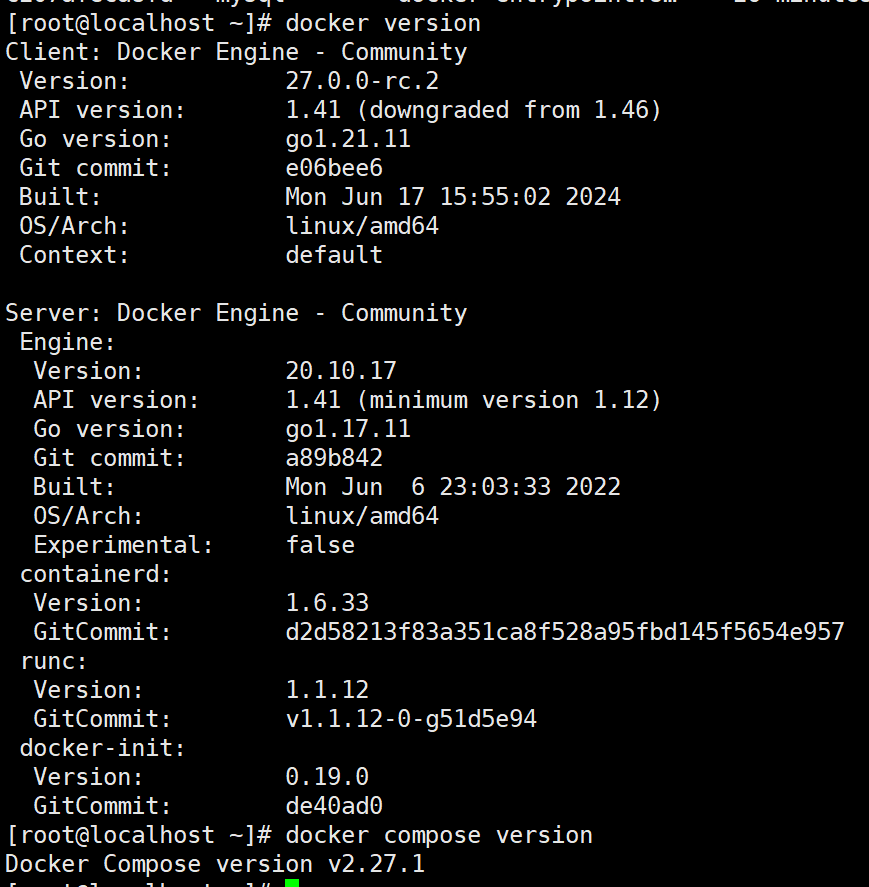 [root@localhost ~]# docker version
Client: Docker Engine - Community
 Version:           27.0.0-rc.2
 API version:       1.41 (downgraded from 1.46)
 Go version:        go1.21.11
 Git commit:        e06bee6
 Built:             Mon Jun 17 15:55:02 2024
 OS/Arch:           linux/amd64
 Context:           default

Server: Docker Engine - Community
 Engine:
  Version:          20.10.17
  API version:      1.41 (minimum version 1.12)
  Go version:       go1.17.11
  Git commit:       a89b842
  Built:            Mon Jun  6 23:03:33 2022
  OS/Arch:          linux/amd64
  Experimental:     false
 containerd:
  Version:          1.6.33
  GitCommit:        d2d58213f83a351ca8f528a95fbd145f5654e957
 runc:
  Version:          1.1.12
  GitCommit:        v1.1.12-0-g51d5e94
 docker-init:
  Version:          0.19.0
  GitCommit:        de40ad0
[root@localhost ~]# docker compose version
Docker Compose version v2.27.1